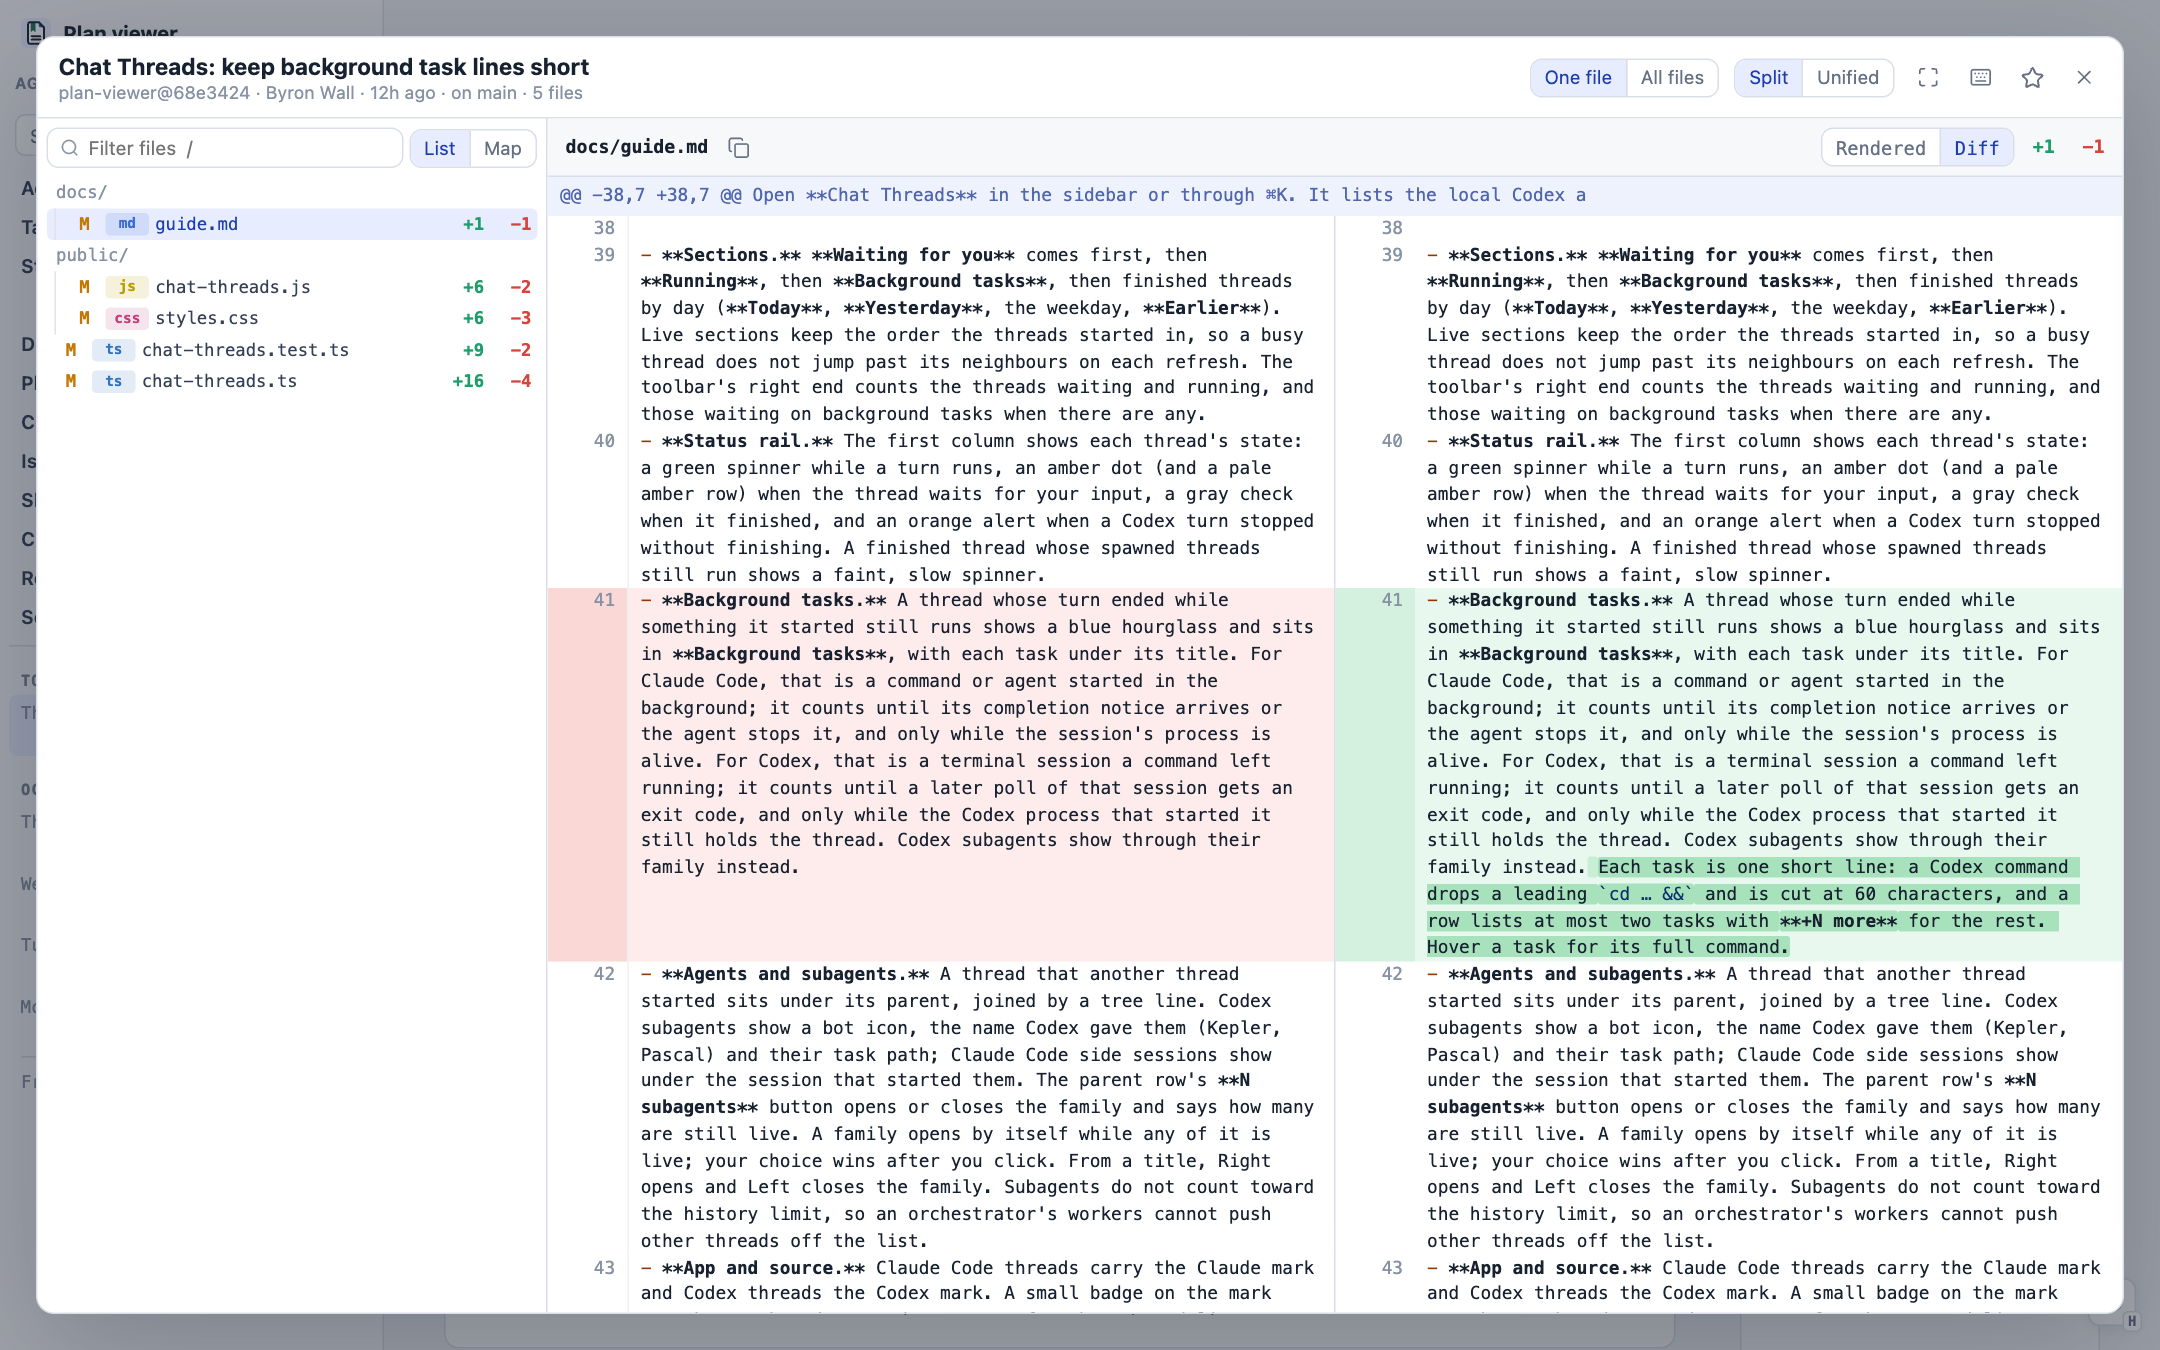 Plan viewer
Chat Threads: keep background task lines short
plan-viewer@68e3424 · Byron Wall · 12h ago · on main · 5 files
One file
All files
Split
Unified
Filter files /
List
Map
docs/
M md guide.md +1 −1
public/
M js chat-threads.js +6 −2
M css styles.css +6 −3
M ts chat-threads.test.ts +9 −2
M ts chat-threads.ts +16 −4
docs/guide.md
Rendered
Diff
+1 −1
@@ −38,7 +38,7 @@ Open **Chat Threads** in the sidebar or through ⌘K. It lists the local Codex a
38
39 − **Sections.** **Waiting for you** comes first, then
**Running**, then **Background tasks**, then finished threads
by day (**Today**, **Yesterday**, the weekday, **Earlier**).
Live sections keep the order the threads started in, so a busy
thread does not jump past its neighbours on each refresh. The
toolbar's right end counts the threads waiting and running, and
those waiting on background tasks when there are any.
40 − **Status rail.** The first column shows each thread's state:
a green spinner while a turn runs, an amber dot (and a pale
amber row) when the thread waits for your input, a gray check
when it finished, and an orange alert when a Codex turn stopped
without finishing. A finished thread whose spawned threads
still run shows a faint, slow spinner.
41 − **Background tasks.** A thread whose turn ended while
something it started still runs shows a blue hourglass and sits
in **Background tasks**, with each task under its title. For
Claude Code, that is a command or agent started in the
background; it counts until its completion notice arrives or
the agent stops it, and only while the session's process is
alive. For Codex, that is a terminal session a command left
running; it counts until a later poll of that session gets an
exit code, and only while the Codex process that started it
still holds the thread. Codex subagents show through their
family instead.
42 − **Agents and subagents.** A thread that another thread
started sits under its parent, joined by a tree line. Codex
subagents show a bot icon, the name Codex gave them (Kepler,
Pascal) and their task path; Claude Code side sessions show
under the session that started them. The parent row's **N
subagents** button opens or closes the family and says how many
are still live. A family opens by itself while any of it is
live; your choice wins after you click. From a title, Right
opens and Left closes the family. Subagents do not count toward
the history limit, so an orchestrator's workers cannot push
other threads off the list.
43 − **App and source.** Claude Code threads carry the Claude mark
and Codex threads the Codex mark. A small badge on the mark
38
39 − **Sections.** **Waiting for you** comes first, then
**Running**, then **Background tasks**, then finished threads
by day (**Today**, **Yesterday**, the weekday, **Earlier**).
Live sections keep the order the threads started in, so a busy
thread does not jump past its neighbours on each refresh. The
toolbar's right end counts the threads waiting and running, and
those waiting on background tasks when there are any.
40 − **Status rail.** The first column shows each thread's state:
a green spinner while a turn runs, an amber dot (and a pale
amber row) when the thread waits for your input, a gray check
when it finished, and an orange alert when a Codex turn stopped
without finishing. A finished thread whose spawned threads
still run shows a faint, slow spinner.
41 − **Background tasks.** A thread whose turn ended while
something it started still runs shows a blue hourglass and sits
in **Background tasks**, with each task under its title. For
Claude Code, that is a command or agent started in the
background; it counts until its completion notice arrives or
the agent stops it, and only while the session's process is
alive. For Codex, that is a terminal session a command left
running; it counts until a later poll of that session gets an
exit code, and only while the Codex process that started it
still holds the thread. Codex subagents show through their
family instead. Each task is one short line: a Codex command
drops a leading `cd … &&` and is cut at 60 characters, and a
row lists at most two tasks with **+N more** for the rest.
Hover a task for its full command.
42 − **Agents and subagents.** A thread that another thread
started sits under its parent, joined by a tree line. Codex
subagents show a bot icon, the name Codex gave them (Kepler,
Pascal) and their task path; Claude Code side sessions show
under the session that started them. The parent row's **N
subagents** button opens or closes the family and says how many
are still live. A family opens by itself while any of it is
live; your choice wins after you click. From a title, Right
opens and Left closes the family. Subagents do not count toward
the history limit, so an orchestrator's workers cannot push
other threads off the list.
43 − **App and source.** Claude Code threads carry the Claude mark
and Codex threads the Codex mark. A small badge on the mark
H